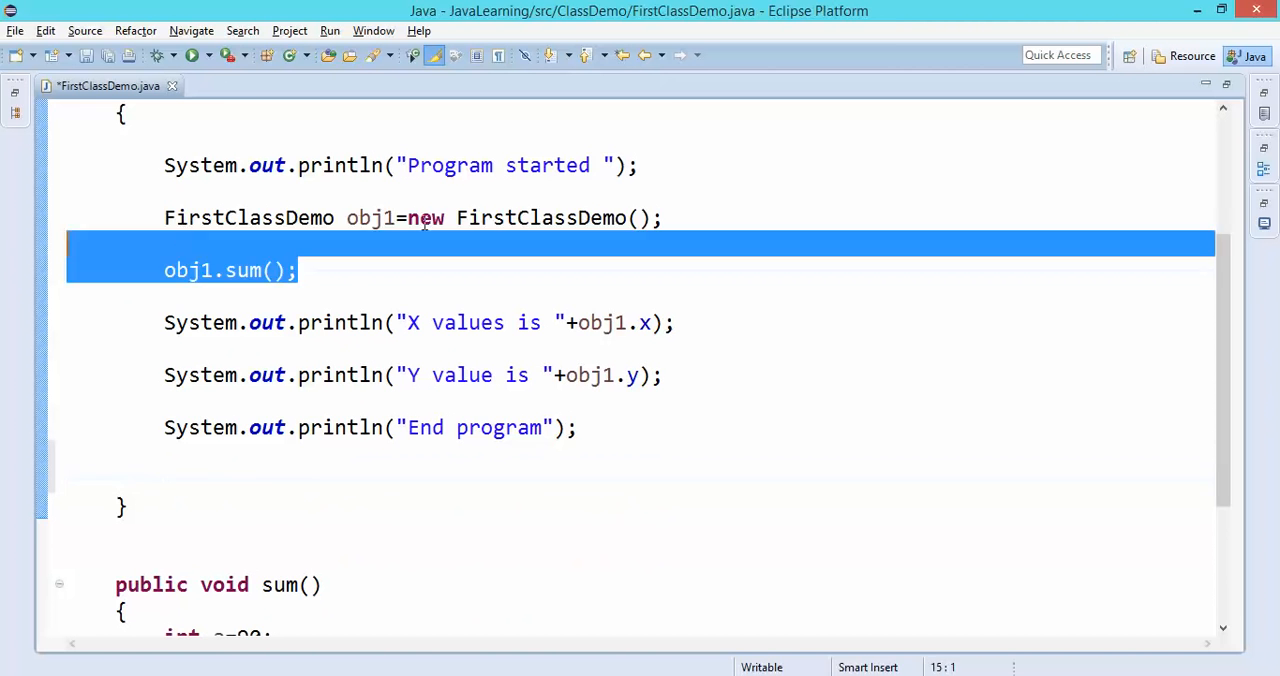 Java - JavaLearning/src/ClassDemo/FirstClassDemo.java - Eclipse Platform
File Edit Source Refactor Navigate Search Project Run Window Help
Quick Access Resource Java
*FirstClassDemo.java
{
System.out.println("Program started ");
FirstClassDemo obj1=new FirstClassDemo();
obj1.sum();
System.out.println("X values is "+obj1.x);
System.out.println("Y value is "+obj1.y);
System.out.println("End program");
}
public void sum()
{
int a=90;
Writable Smart Insert 15 : 1